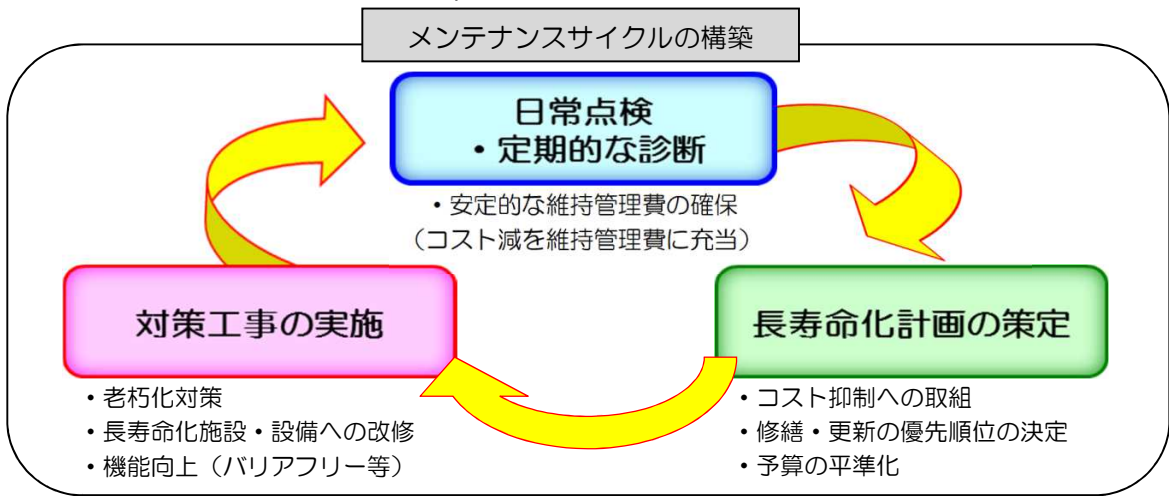 メンテナンスサイクルの構築
日常点検
・定期的な診断
・安定的な維持管理費の確保
（コスト減を維持管理費に充当）
対策工事の実施
・老朽化対策
・長寿命化施設・設備への改修
・機能向上（バリアフリー等）
長寿命化計画の策定
・コスト抑制への取組
・修繕・更新の優先順位の決定
・予算の平準化